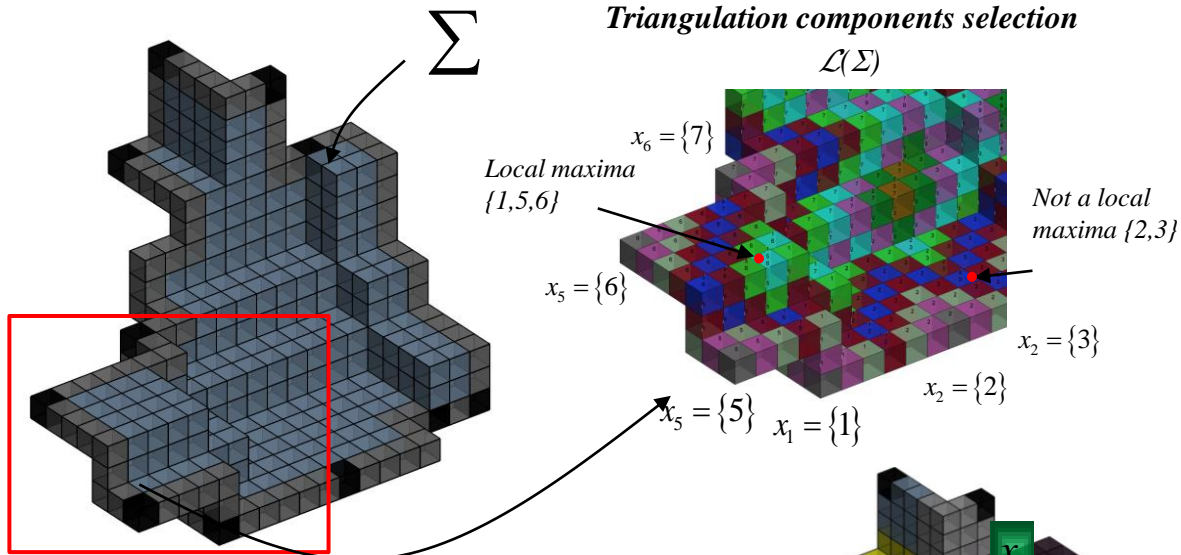 ∑
Triangulation components selection
ℒ(Σ)
x₆ = {7}
Local maxima
{1,5,6}
Not a local
maxima {2,3}
x₅ = {6}
x₂ = {3}
x₂ = {2}
x₅ = {5}
x₁ = {1}
x